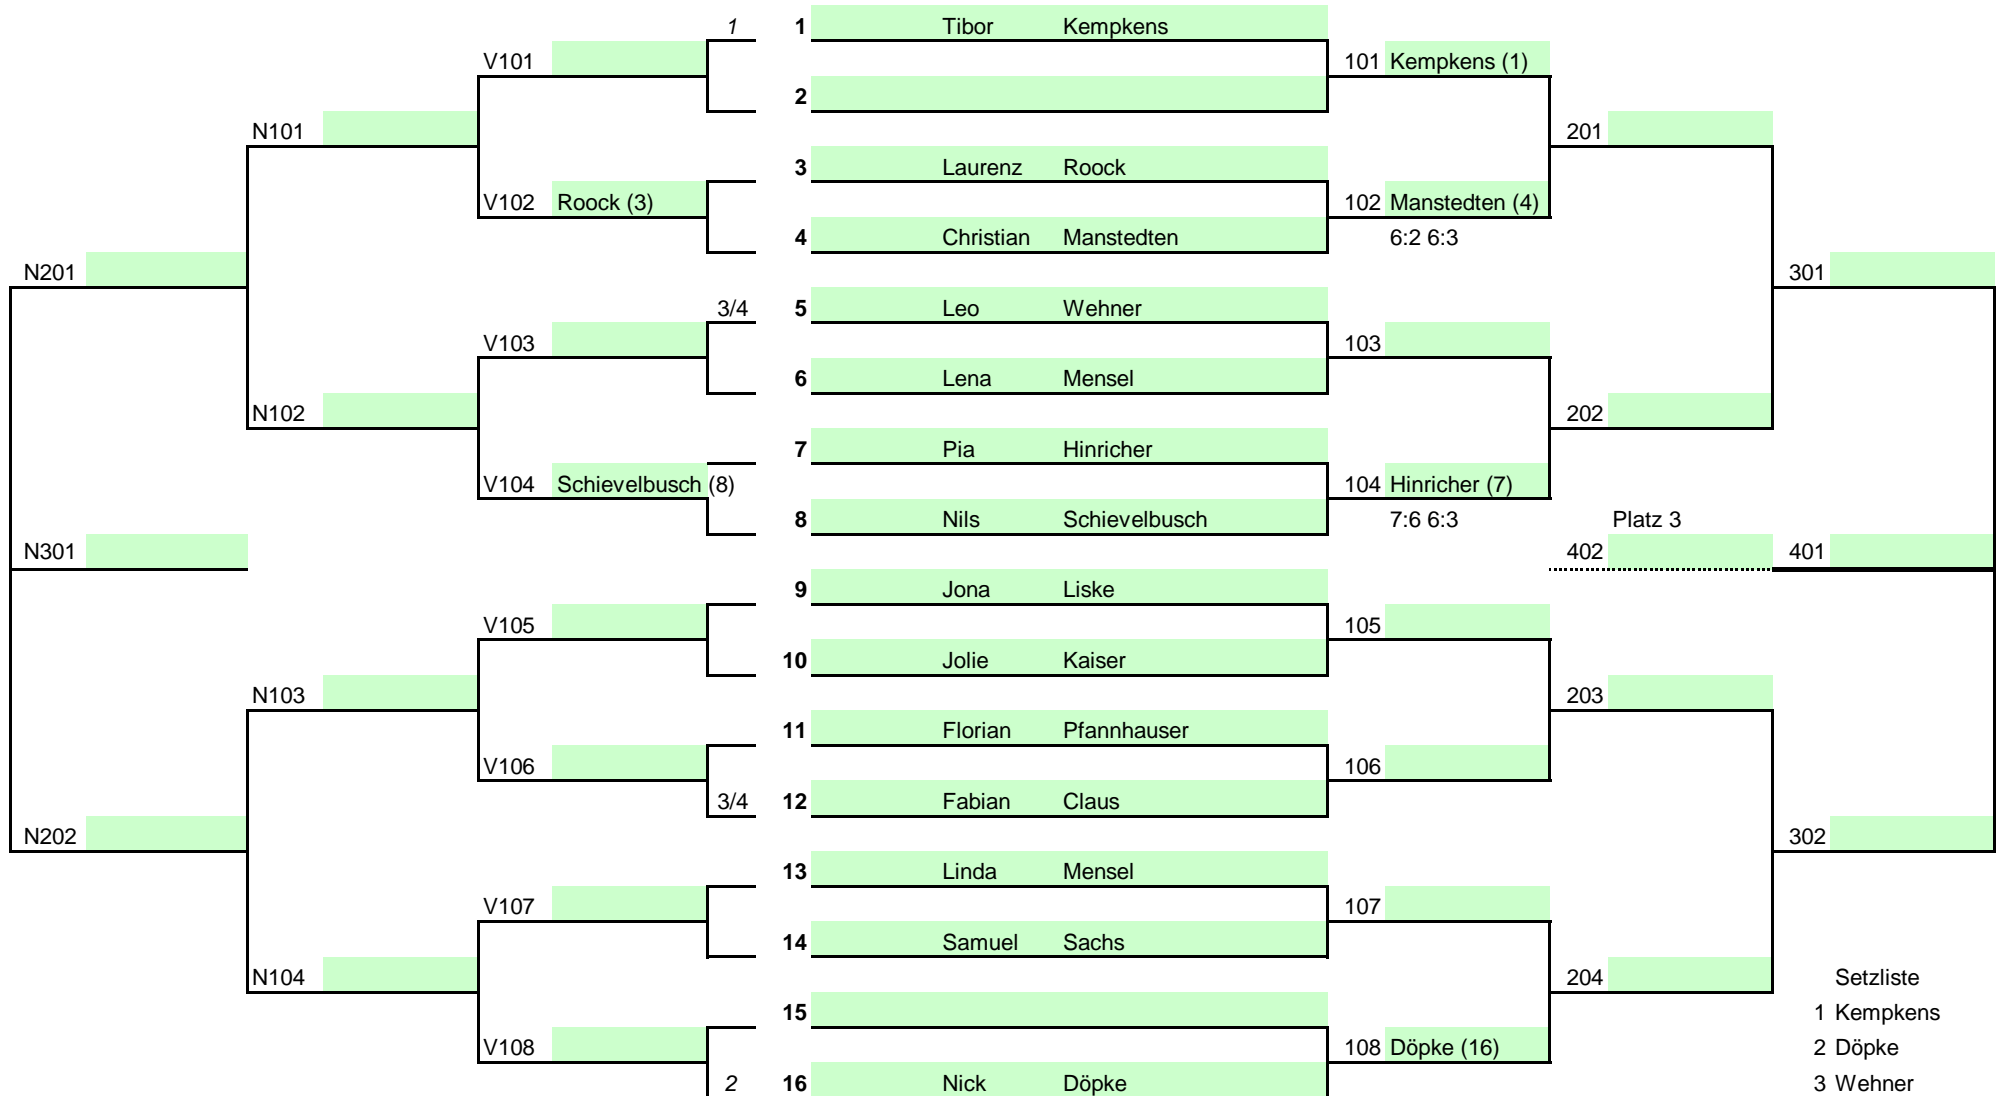 1 1 Tibor Kempkens
V101 101 Kempkens (1)
2
N101 201
3 Laurenz Roock
V102 Roock (3) 102 Manstedten (4)
4 Christian Manstedten 6:2 6:3
N201 301
3/4 5 Leo Wehner
V103 103
6 Lena Mensel
N102 202
7 Pia Hinricher
V104 Schievelbusch (8) 104 Hinricher (7)
8 Nils Schievelbusch 7:6 6:3 Platz 3
N301 402 401
9 Jona Liske
V105 105
10 Jolie Kaiser
N103 203
11 Florian Pfannhauser
V106 106
3/4 12 Fabian Claus
N202 302
13 Linda Mensel
V107 107
14 Samuel Sachs
N104 204 Setzliste
15 1 Kempkens
V108 108 Döpke (16) 2 Döpke
2 16 Nick Döpke 3 Wehner